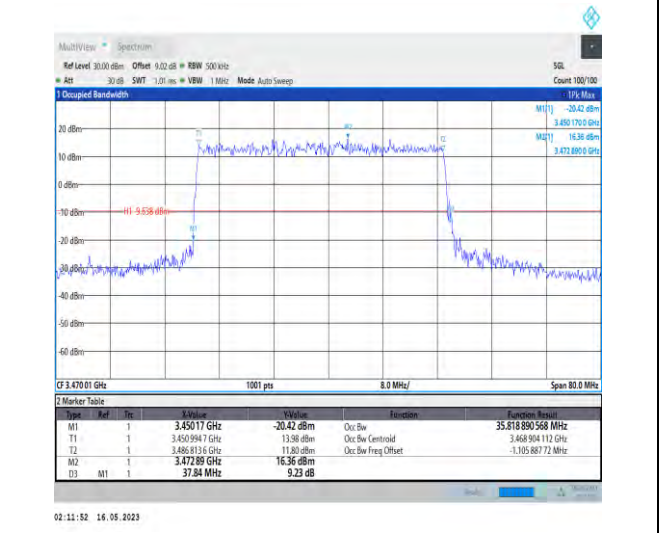 MultiView Spectrum
Ref Level 30.00 dBm Offset 9.02 dB RBW 500 kHz SGL
Att 30 dB SWT 1.01 ms VBW 1 MHz Mode Auto Sweep Count 100/100
1 Occupied Bandwidth 1Pk Max
M1[1] -20.42 dBm
3.450 170 0 GHz
M2[1] 16.36 dBm
3.472 890 0 GHz
20 dBm
M2
T1
T2
10 dBm
0 dBm
-10 dBm
H1 -9.638 dBm
D3
M1
-20 dBm
-30 dBm
-40 dBm
-50 dBm
-60 dBm
CF 3.470 01 GHz 1001 pts 8.0 MHz/ Span 80.0 MHz
2 Marker Table
Type Ref Trc X-Value Y-Value Function Function Result
M1 1 3.450 17 GHz -20.42 dBm Occ Bw 35.818 890 568 MHz
T1 1 3.450 994 7 GHz 13.98 dBm Occ Bw Centroid 3.468 904 112 GHz
T2 1 3.486 813 6 GHz 11.80 dBm Occ Bw Freq Offset -1.105 887 72 MHz
M2 1 3.472 89 GHz 16.36 dBm
D3 M1 1 37.84 MHz 9.23 dB
02:11:52 16.05.2023